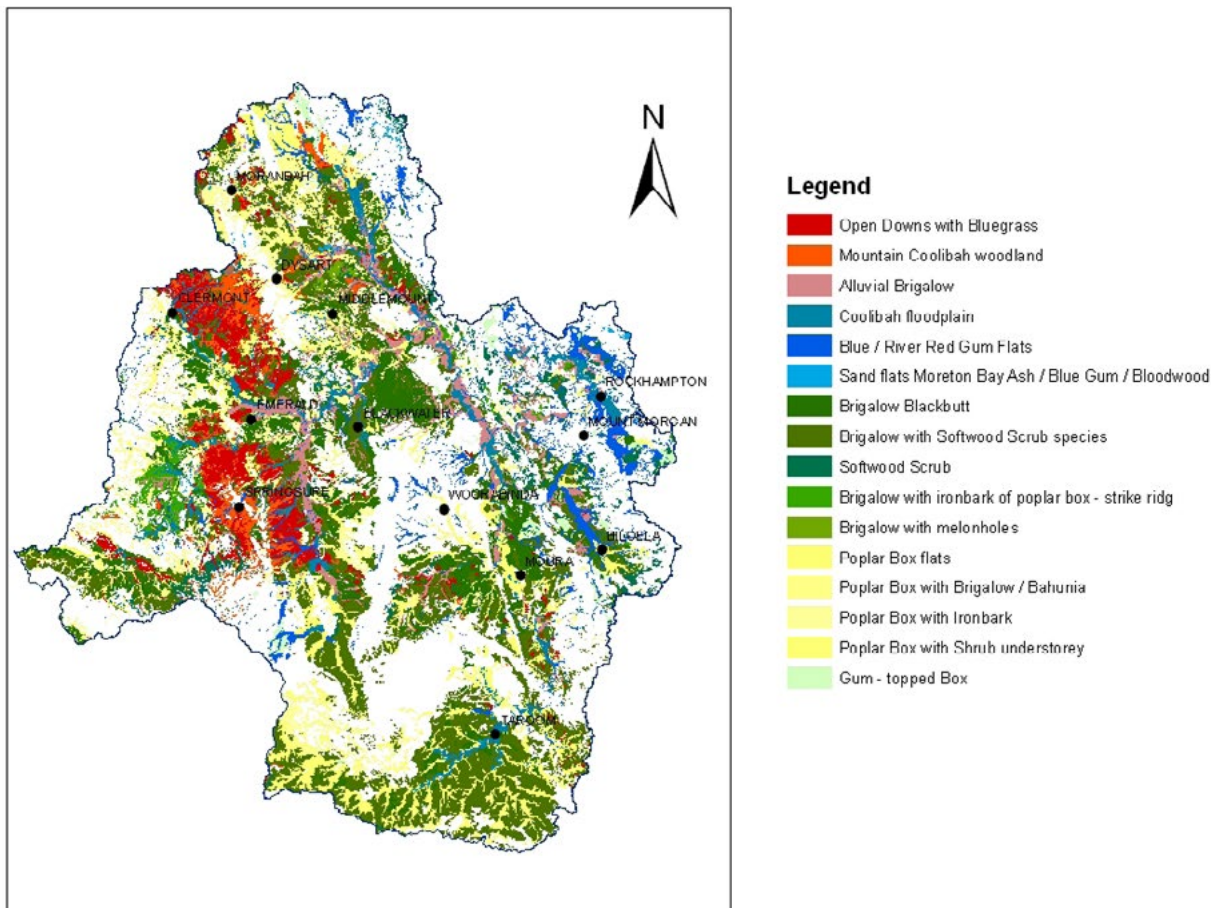 N
MORANBAH
DYSART
CLERMONT
MIDDLEMOUNT
ROCKHAMPTON
EMERALD
BLACKWATER
MOUNT MORGAN
SPRINGSURE
WOORABINDA
BILOELA
MOURA
TAROOM
Legend
Open Downs with Bluegrass
Mountain Coolibah woodland
Alluvial Brigalow
Coolibah floodplain
Blue / River Red Gum Flats
Sand flats Moreton Bay Ash / Blue Gum / Bloodwood
Brigalow Blackbutt
Brigalow with Softwood Scrub species
Softwood Scrub
Brigalow with ironbark of poplar box - strike ridg
Brigalow with melonholes
Poplar Box flats
Poplar Box with Brigalow / Bahunia
Poplar Box with Ironbark
Poplar Box with Shrub understorey
Gum - topped Box